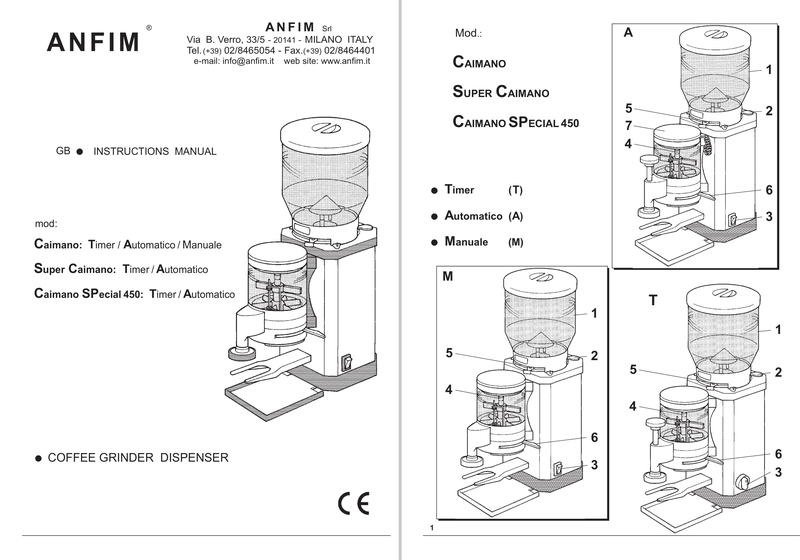 ANFIM ®
ANFIM Srl
Via B. Verro, 33/5 - 20141 - MILANO ITALY
Tel.(+39) 02/8465054 - Fax.(+39) 02/8464401
e-mail: info@anfim.it web site: www.anfim.it
GB ● INSTRUCTIONS MANUAL
mod:
Caimano: Timer / Automatico / Manuale
Super Caimano: Timer / Automatico
Caimano SPecial 450: Timer / Automatico
● COFFEE GRINDER DISPENSER
CE
Mod.:
CAIMANO
SUPER CAIMANO
CAIMANO SPECIAL 450
● Timer (T)
● Automatico (A)
● Manuale (M)
A
1
5
2
7
4
6
3
M
1
5
2
4
6
3
T
1
5
2
4
6
3
1